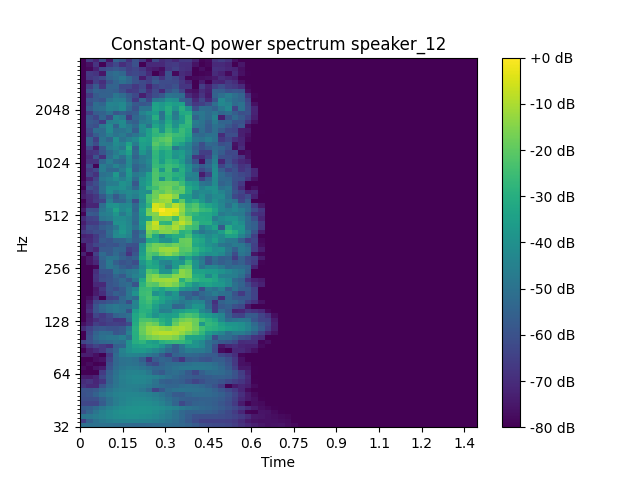 Constant-Q power spectrum speaker_12
+0 dB
-10 dB
-20 dB
-30 dB
-40 dB
-50 dB
-60 dB
-70 dB
-80 dB
Hz
2048
1024
512
256
128
64
32
0 0.15 0.3 0.45 0.6 0.75 0.9 1.1 1.2 1.4
Time